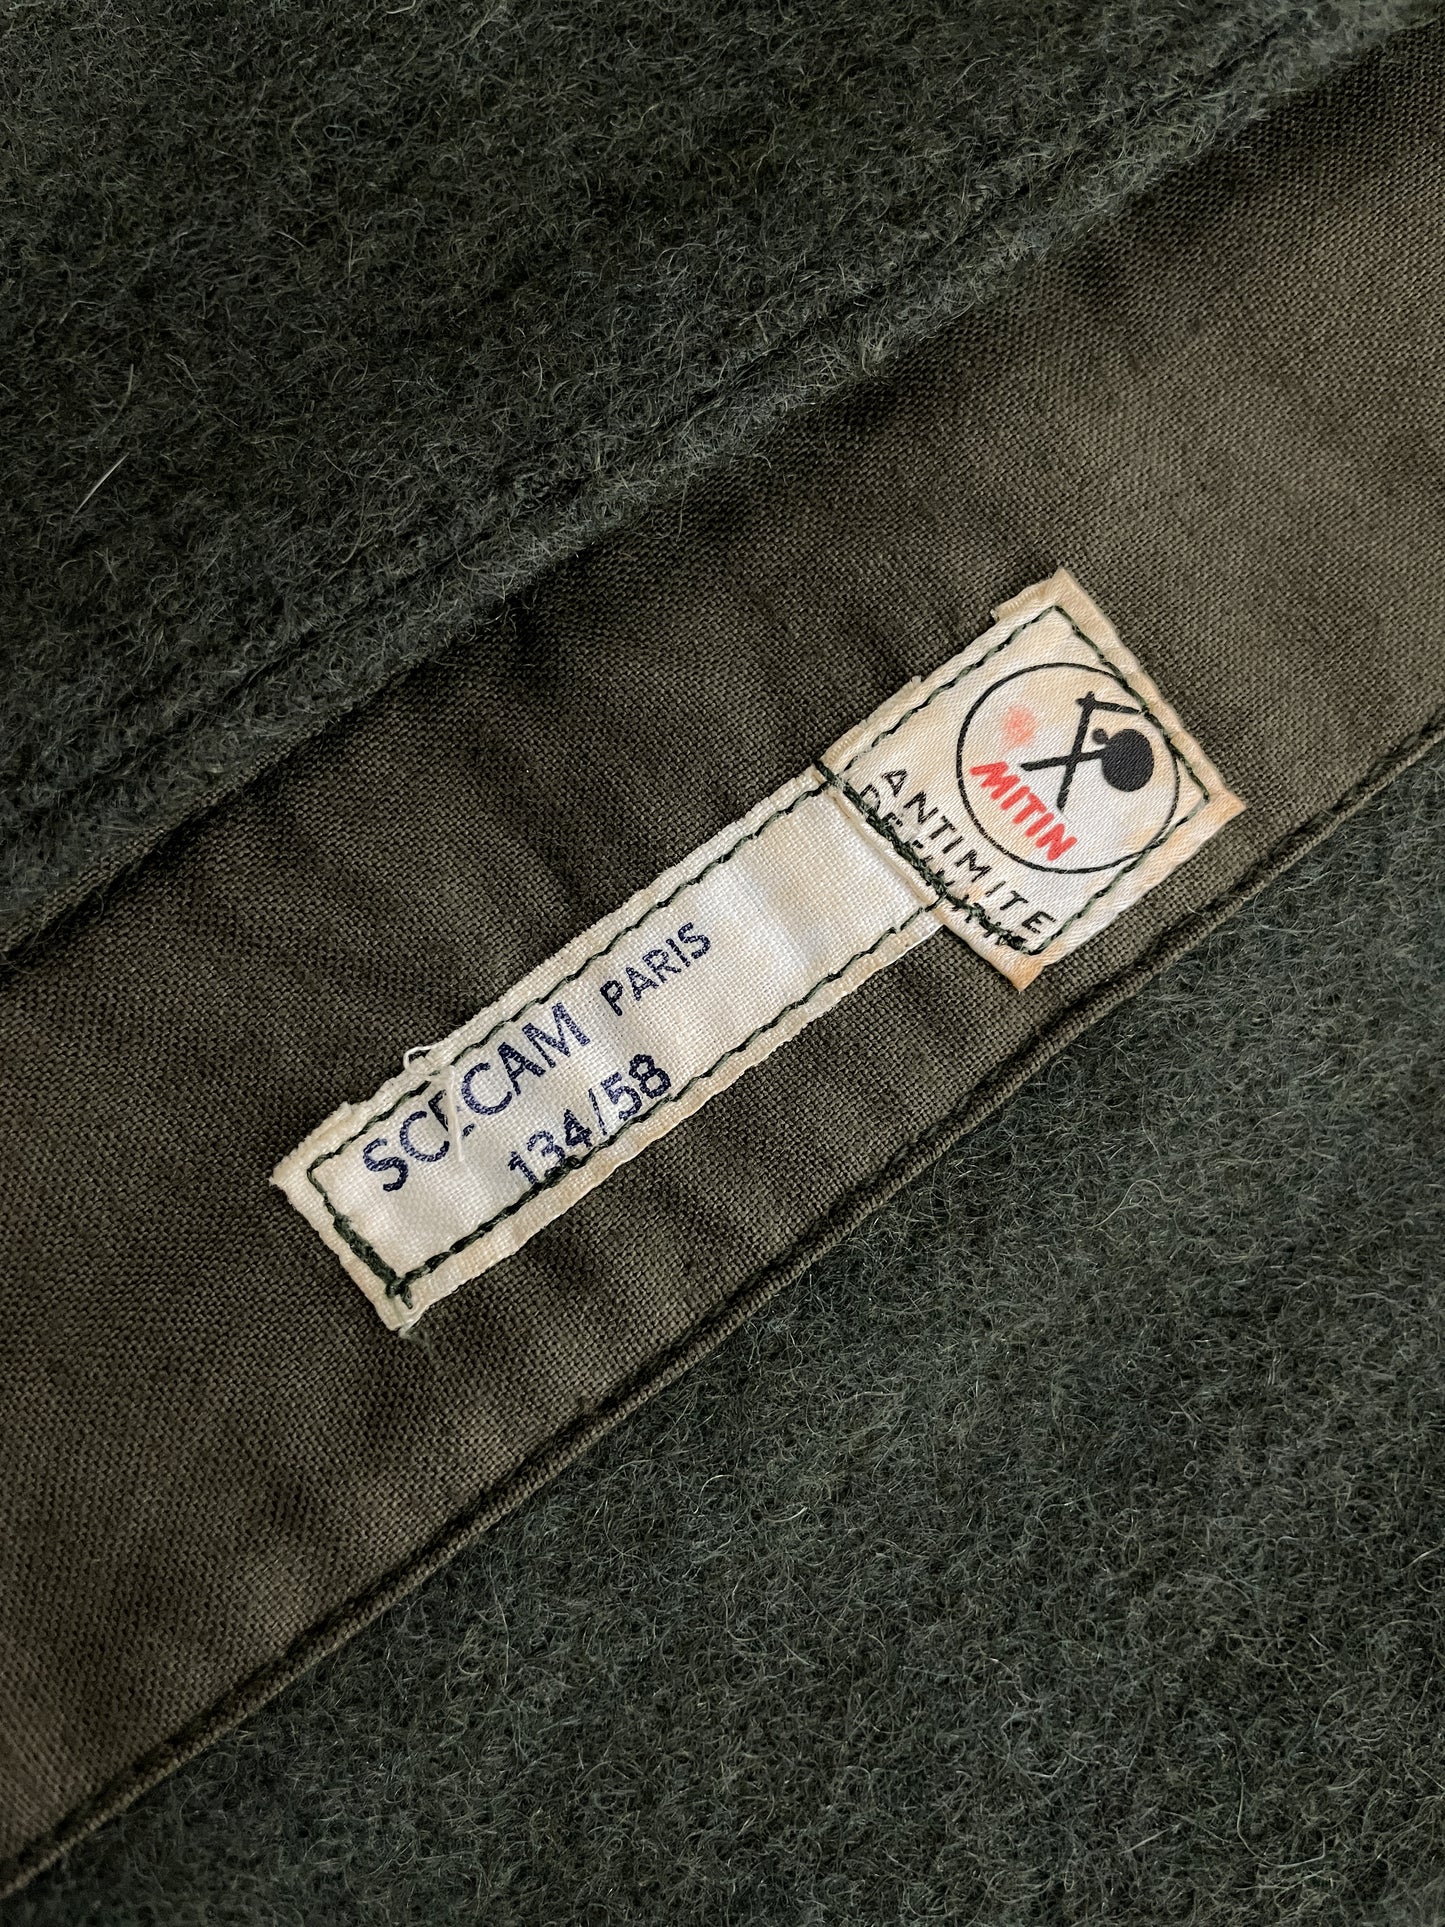 SCECAM PARIS
134/58
MITIN
ANTIMITE